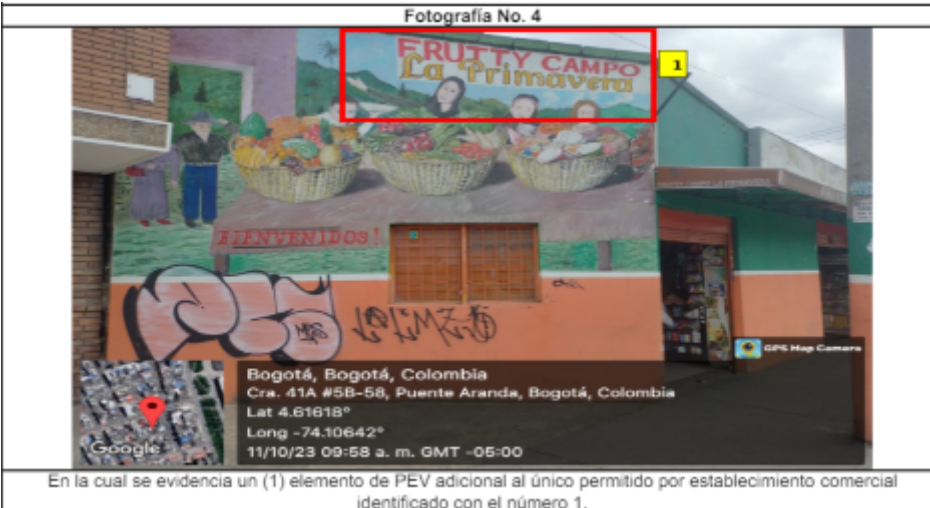 Fotografía No. 4
FRUTTY CAMPO
La Primavera
1
BIENVENIDOS!
GPS Map Camera
Bogotá, Bogotá, Colombia
Cra. 41A #5B-58, Puente Aranda, Bogotá, Colombia
Lat 4.61618°
Long -74.10642°
11/10/23 09:58 a. m. GMT -05:00
Google
En la cual se evidencia un (1) elemento de PEV adicional al único permitido por establecimiento comercial
identificado con el número 1.